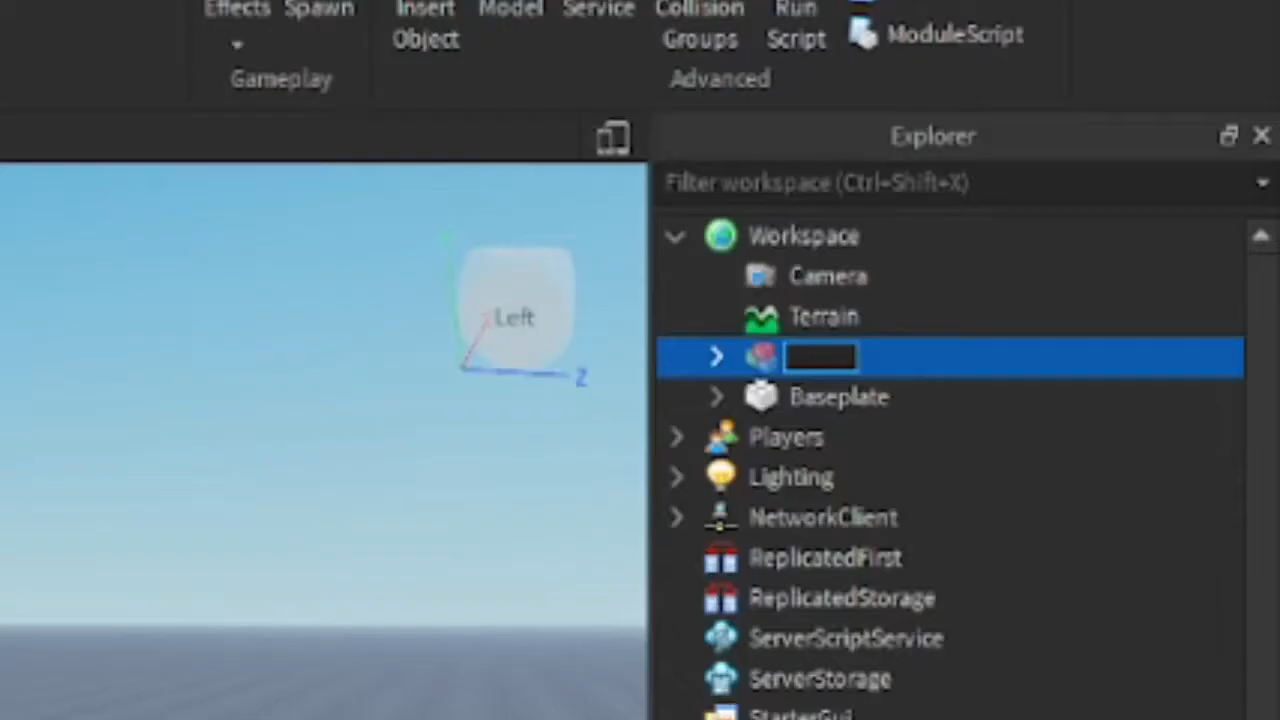 Effects Spawn Insert Model Service Collision Run
Object Groups Script ModuleScript
Gameplay Advanced
Explorer
Filter workspace (Ctrl+Shift+X)
Workspace
Camera
Left
Terrain
Z
Baseplate
Players
Lighting
NetworkClient
ReplicatedFirst
ReplicatedStorage
ServerScriptService
ServerStorage
StarterGui